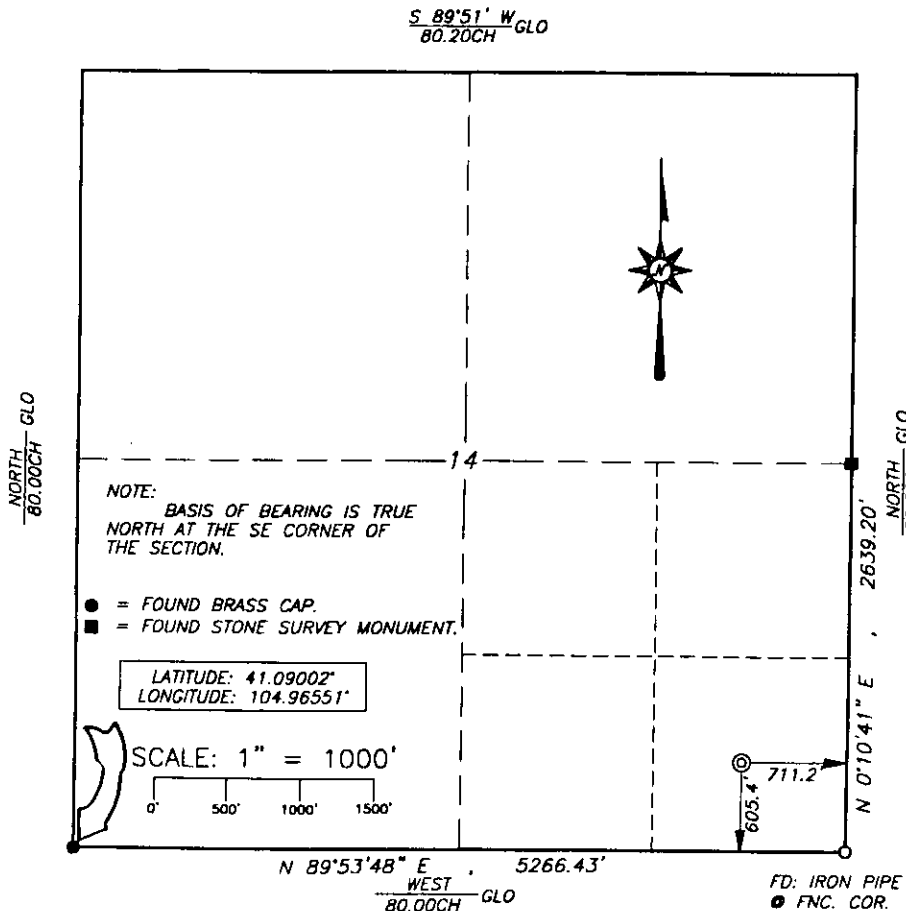 S 89°51' W
80.20CH GLO
N
NORTH
80.00CH GLO
14
NORTH GLO
NOTE:
BASIS OF BEARING IS TRUE
NORTH AT THE SE CORNER OF
THE SECTION.
● = FOUND BRASS CAP.
■ = FOUND STONE SURVEY MONUMENT.
LATITUDE: 41.09002°
LONGITUDE: 104.96551°
SCALE: 1" = 1000'
0' 500' 1000' 1500'
711.2'
605.4'
N 0°10'41" E , 2639.20'
N 89°53'48" E , 5266.43'
WEST
80.00CH GLO
FD: IRON PIPE
@ FNC. COR.